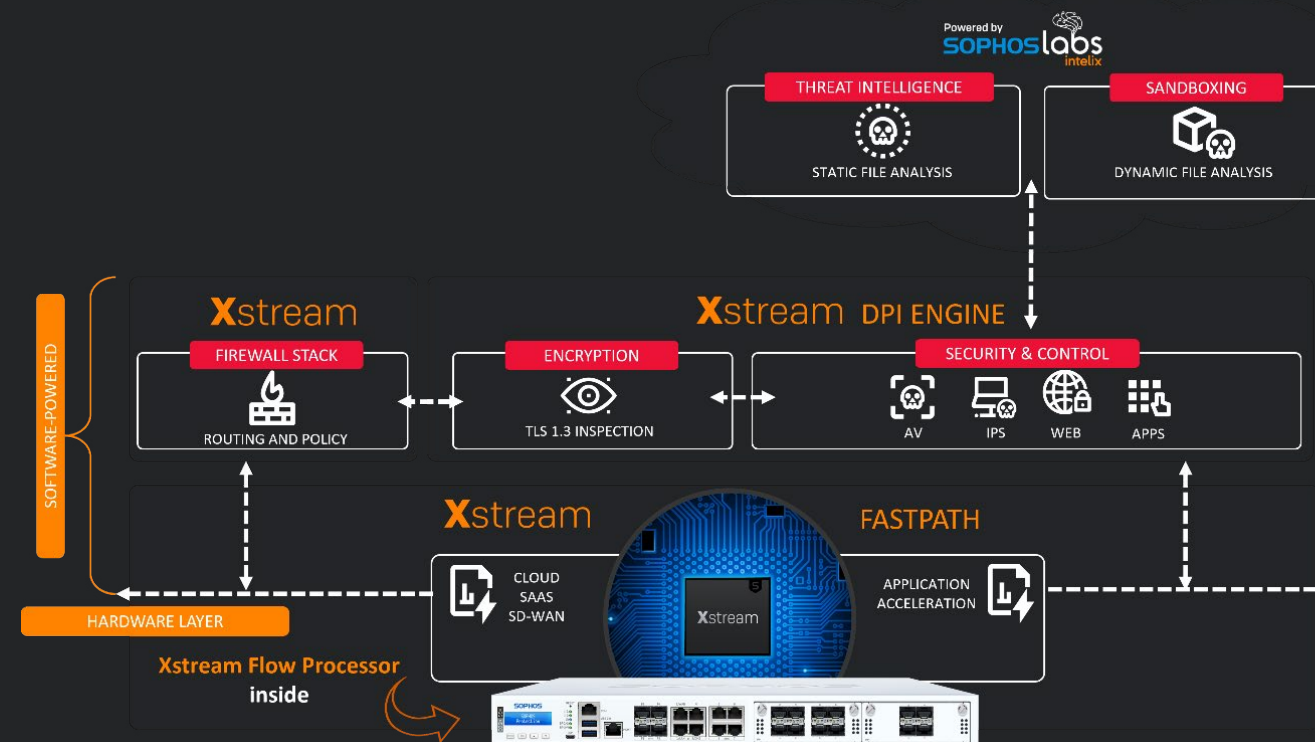 Powered by
SOPHOS labs
intelix
THREAT INTELLIGENCE
STATIC FILE ANALYSIS
SANDBOXING
DYNAMIC FILE ANALYSIS
SOFTWARE-POWERED
Xstream
FIREWALL STACK
ROUTING AND POLICY
Xstream DPI ENGINE
ENCRYPTION
TLS 1.3 INSPECTION
SECURITY & CONTROL
AV IPS WEB APPS
Xstream FASTPATH
CLOUD
SAAS
SD-WAN
Xstream
APPLICATION
ACCELERATION
HARDWARE LAYER
Xstream Flow Processor
inside
SOPHOS